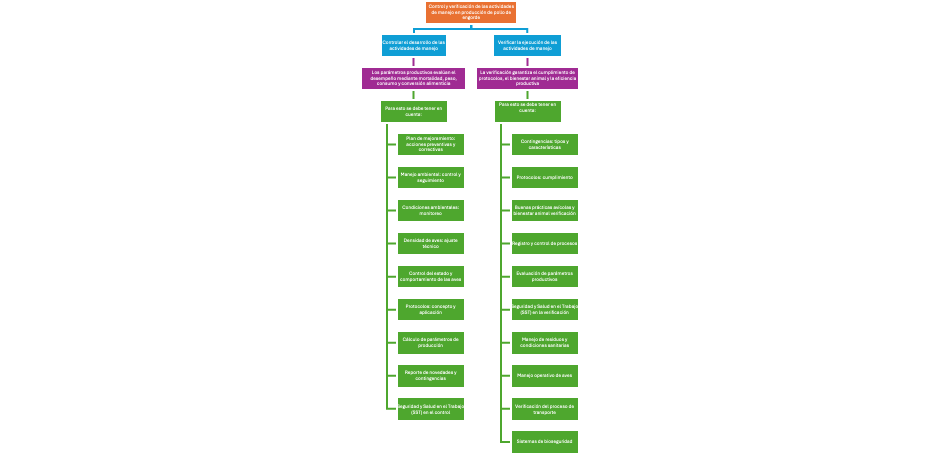 Control y verificación de las actividades
de manejo en producción de pollo de
engorde
Controlar el desarrollo de las
actividades de manejo
Verificar la ejecución de las
actividades de manejo
Los parámetros productivos evalúan el
desempeño mediante mortalidad, peso,
consumo y conversión alimenticia
La verificación garantiza el cumplimiento de
protocolos, el bienestar animal y la eficiencia
productiva
Para esto se debe tener en
cuenta:
Para esto se debe tener en
cuenta:
Plan de mejoramiento:
acciones preventivas y
correctivas
Manejo ambiental: control y
seguimiento
Condiciones ambientales:
monitoreo
Densidad de aves: ajuste
técnico
Control del estado y
comportamiento de las aves
Protocolos: concepto y
aplicación
Cálculo de parámetros de
producción
Reporte de novedades y
contingencias
Seguridad y Salud en el Trabajo
(SST) en el control
Contingencias: tipos y
características
Protocolos: cumplimiento
Buenas prácticas avícolas y
bienestar animal verificación
Registro y control de procesos
Evaluación de parámetros
productivos
Seguridad y Salud en el Trabajo
(SST) en la verificación
Manejo de residuos y
condiciones sanitarias
Manejo operativo de aves
Verificación del proceso de
transporte
Sistemas de bioseguridad